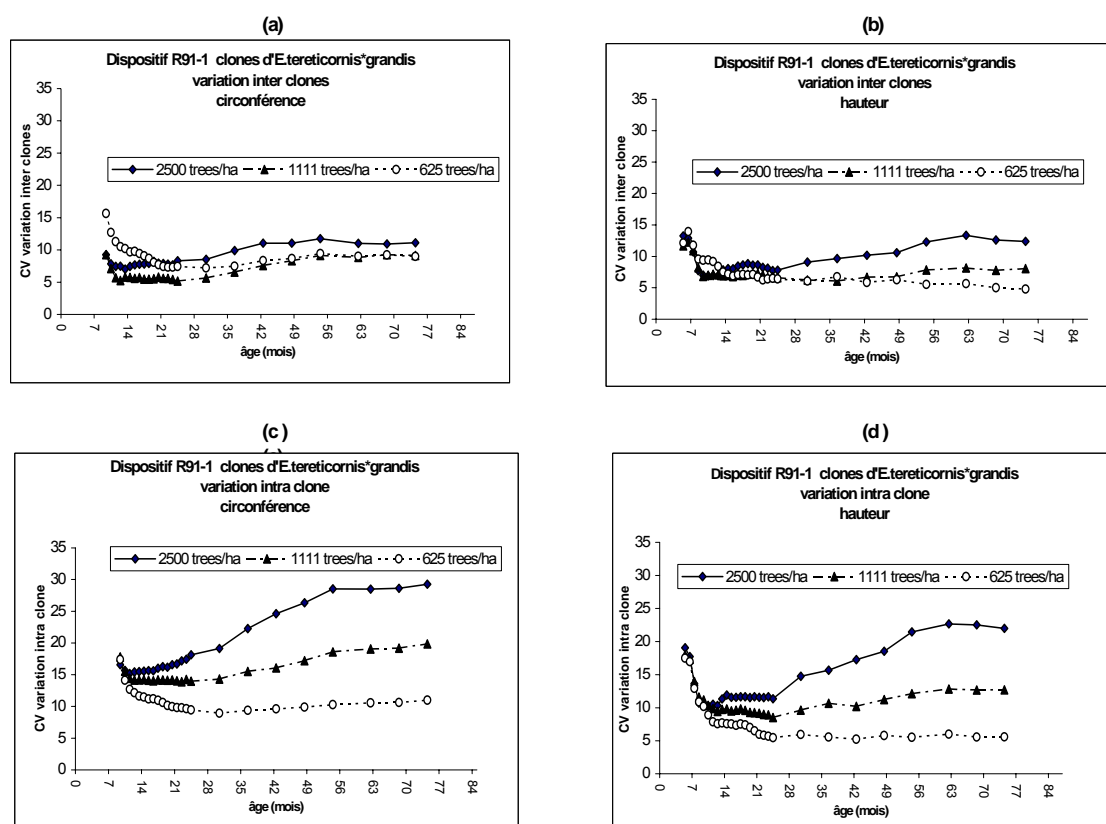 (a)
Dispositif R91-1 clones d'E.tereticornis*grandis
variation inter clones
circonférence
CV variation inter clones
35
30
25
20
15
10
5
0
2500 trees/ha 1111 trees/ha 625 trees/ha
0 7 14 21 28 35 42 49 56 63 70 77 84
âge (mois)
(b)
Dispositif R91-1 clones d'E.tereticornis*grandis
variation inter clones
hauteur
CV variation inter clone
35
30
25
20
15
10
5
0
2500 trees/ha 1111 trees/ha 625 trees/ha
0 7 14 21 28 35 42 49 56 63 70 77 84
âge (mois)
(c )
Dispositif R91-1 clones d'E.tereticornis*grandis
variation intra clone
circonférence
CV variation intra clone
35
30
25
20
15
10
5
0
2500 trees/ha 1111 trees/ha 625 trees/ha
0 7 14 21 28 35 42 49 56 63 70 77 84
âge (mois)
(d)
Dispositif R91-1 clones d'E.tereticornis*grandis
variation intra clone
hauteur
CV variation intra clone
35
30
25
20
15
10
5
0
2500 trees/ha 1111 trees/ha 625 trees/ha
0 7 14 21 28 35 42 49 56 63 70 77 84
âge (mois)